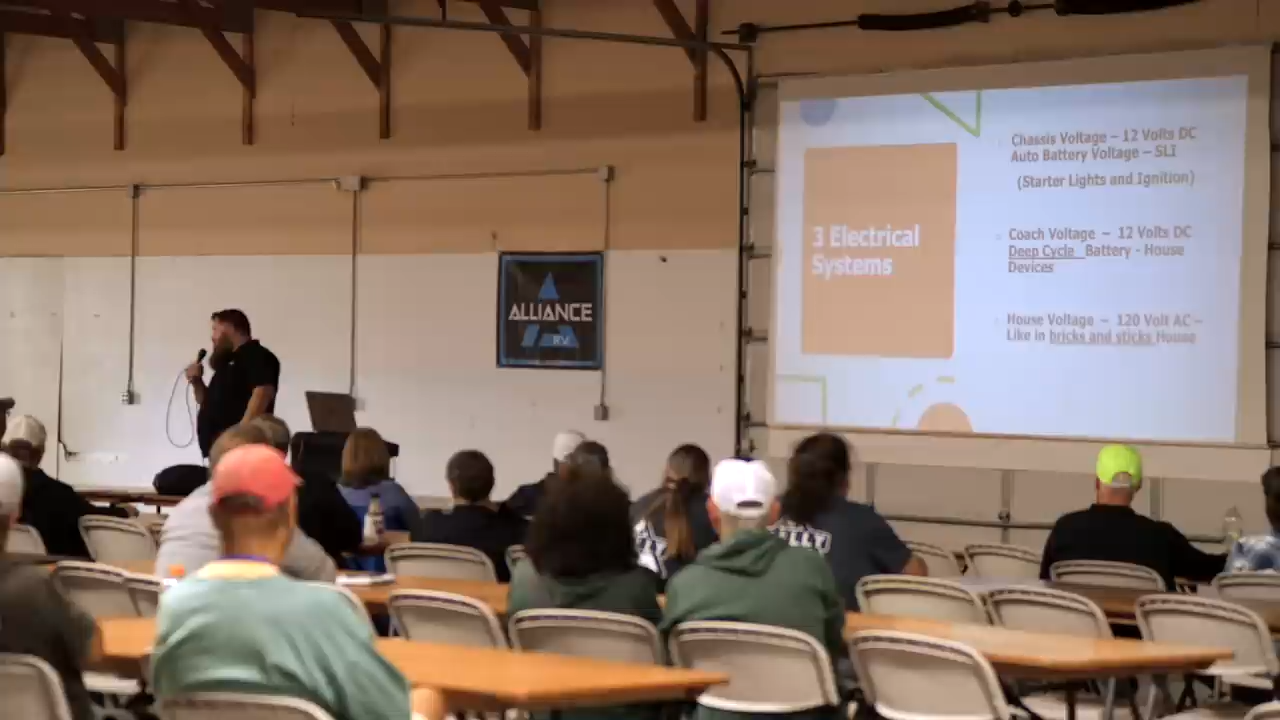 Chassis Voltage – 12 Volts DC
Auto Battery Voltage – SLI
(Starter Lights and Ignition)
3 Electrical
Systems
Coach Voltage – 12 Volts DC
Deep Cycle Battery - House
Devices
House Voltage – 120 Volt AC –
Like in bricks and sticks House
ALLIANCE
RV